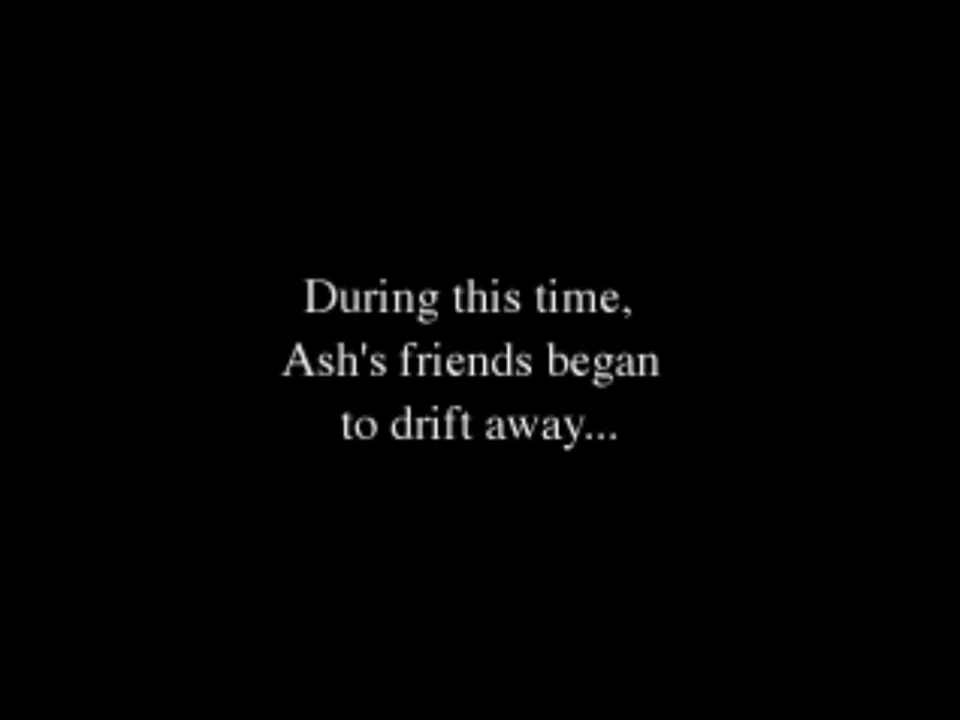 During this time,
Ash's friends began
to drift away...